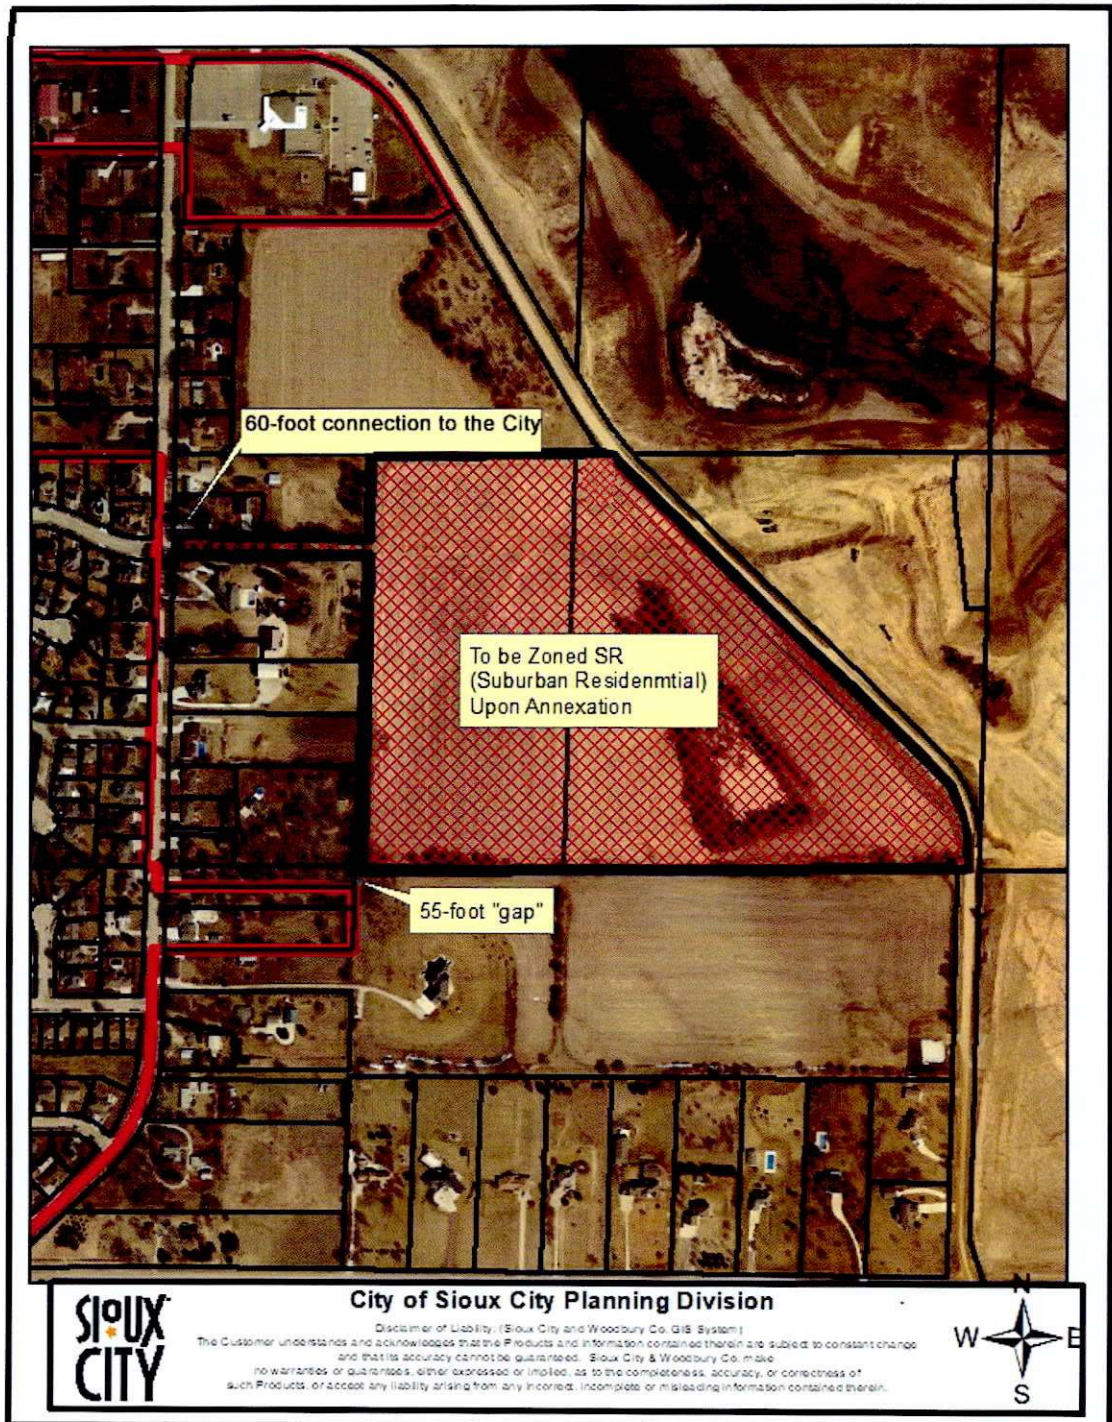 60-foot connection to the City
To be Zoned SR
(Suburban Residenmtial)
Upon Annexation
55-foot "gap"
SIOUX
CITY
City of Sioux City Planning Division
Disclaimer of Liability: (Sioux City and Woodbury Co. GIS System)
The Customer understands and acknowledges that the Products and information contained therein are subject to constant change
and that its accuracy cannot be guaranteed. Sioux City & Woodbury Co. make
no warranties or guarantees, either expressed or implied, as to the completeness, accuracy, or correctness of
such Products, or accept any liability arising from any incorrect, incomplete or misleading information contained therein.
N
W
E
S